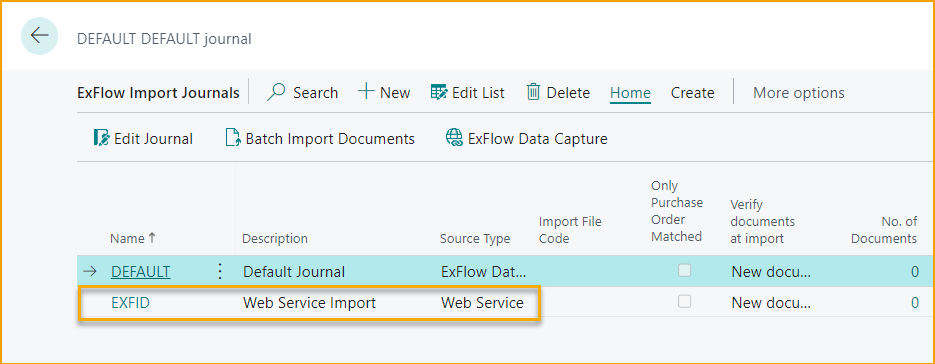 DEFAULT DEFAULT journal
ExFlow Import Journals Search New Edit List Delete Home Create More options
Edit Journal Batch Import Documents ExFlow Data Capture
Name ↑ Description Source Type Import File Code Only Purchase Order Matched Verify documents at import No. of Documents
DEFAULT Default Journal ExFlow Dat... New docu... 0
EXFID Web Service Import Web Service New docu... 0